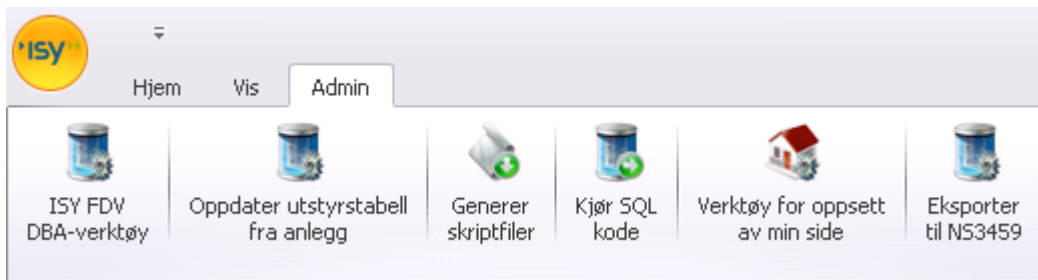 ISY
Hjem Vis Admin
ISY FDV Oppdater utstyrstabell Generer Kjør SQL Verktøy for oppsett Eksporter
DBA-verktøy fra anlegg skriptfiler kode av min side til NS3459